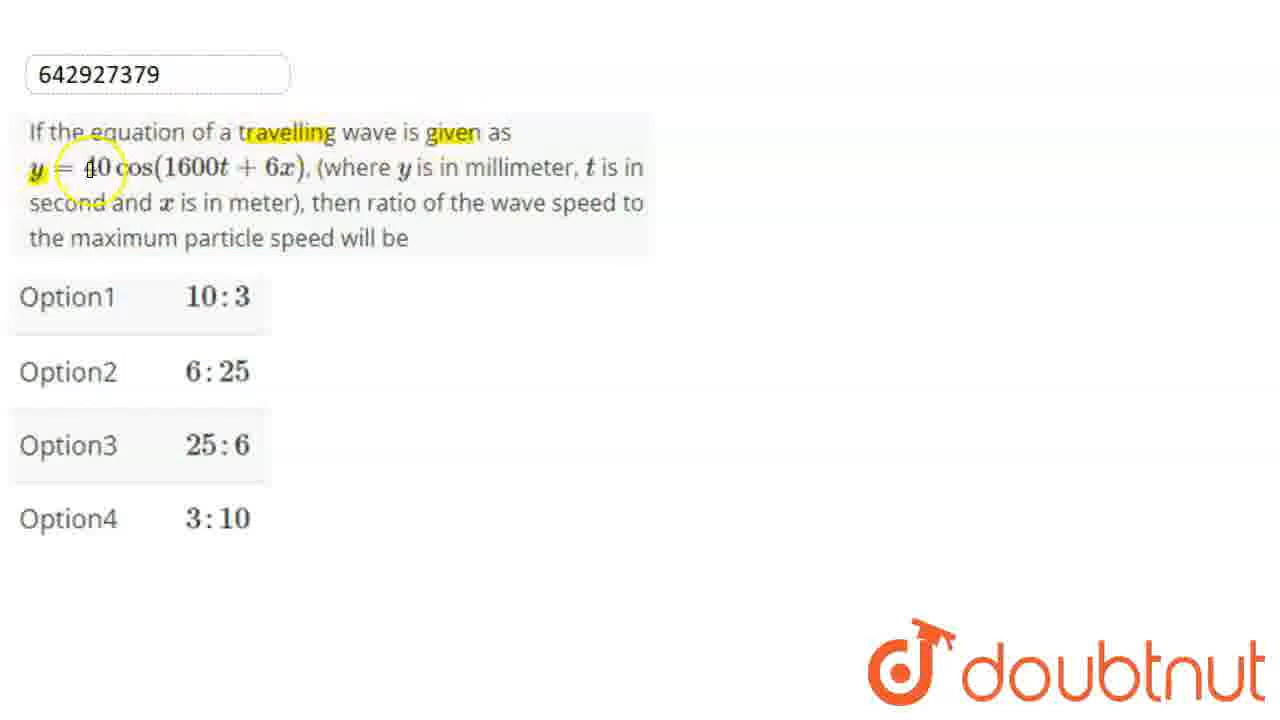 642927379
If the equation of a travelling wave is given as
y = 40 cos(1600t + 6x), (where y is in millimeter, t is in
second and x is in meter), then ratio of the wave speed to
the maximum particle speed will be
Option1 10 : 3
Option2 6 : 25
Option3 25 : 6
Option4 3 : 10
doubtnut